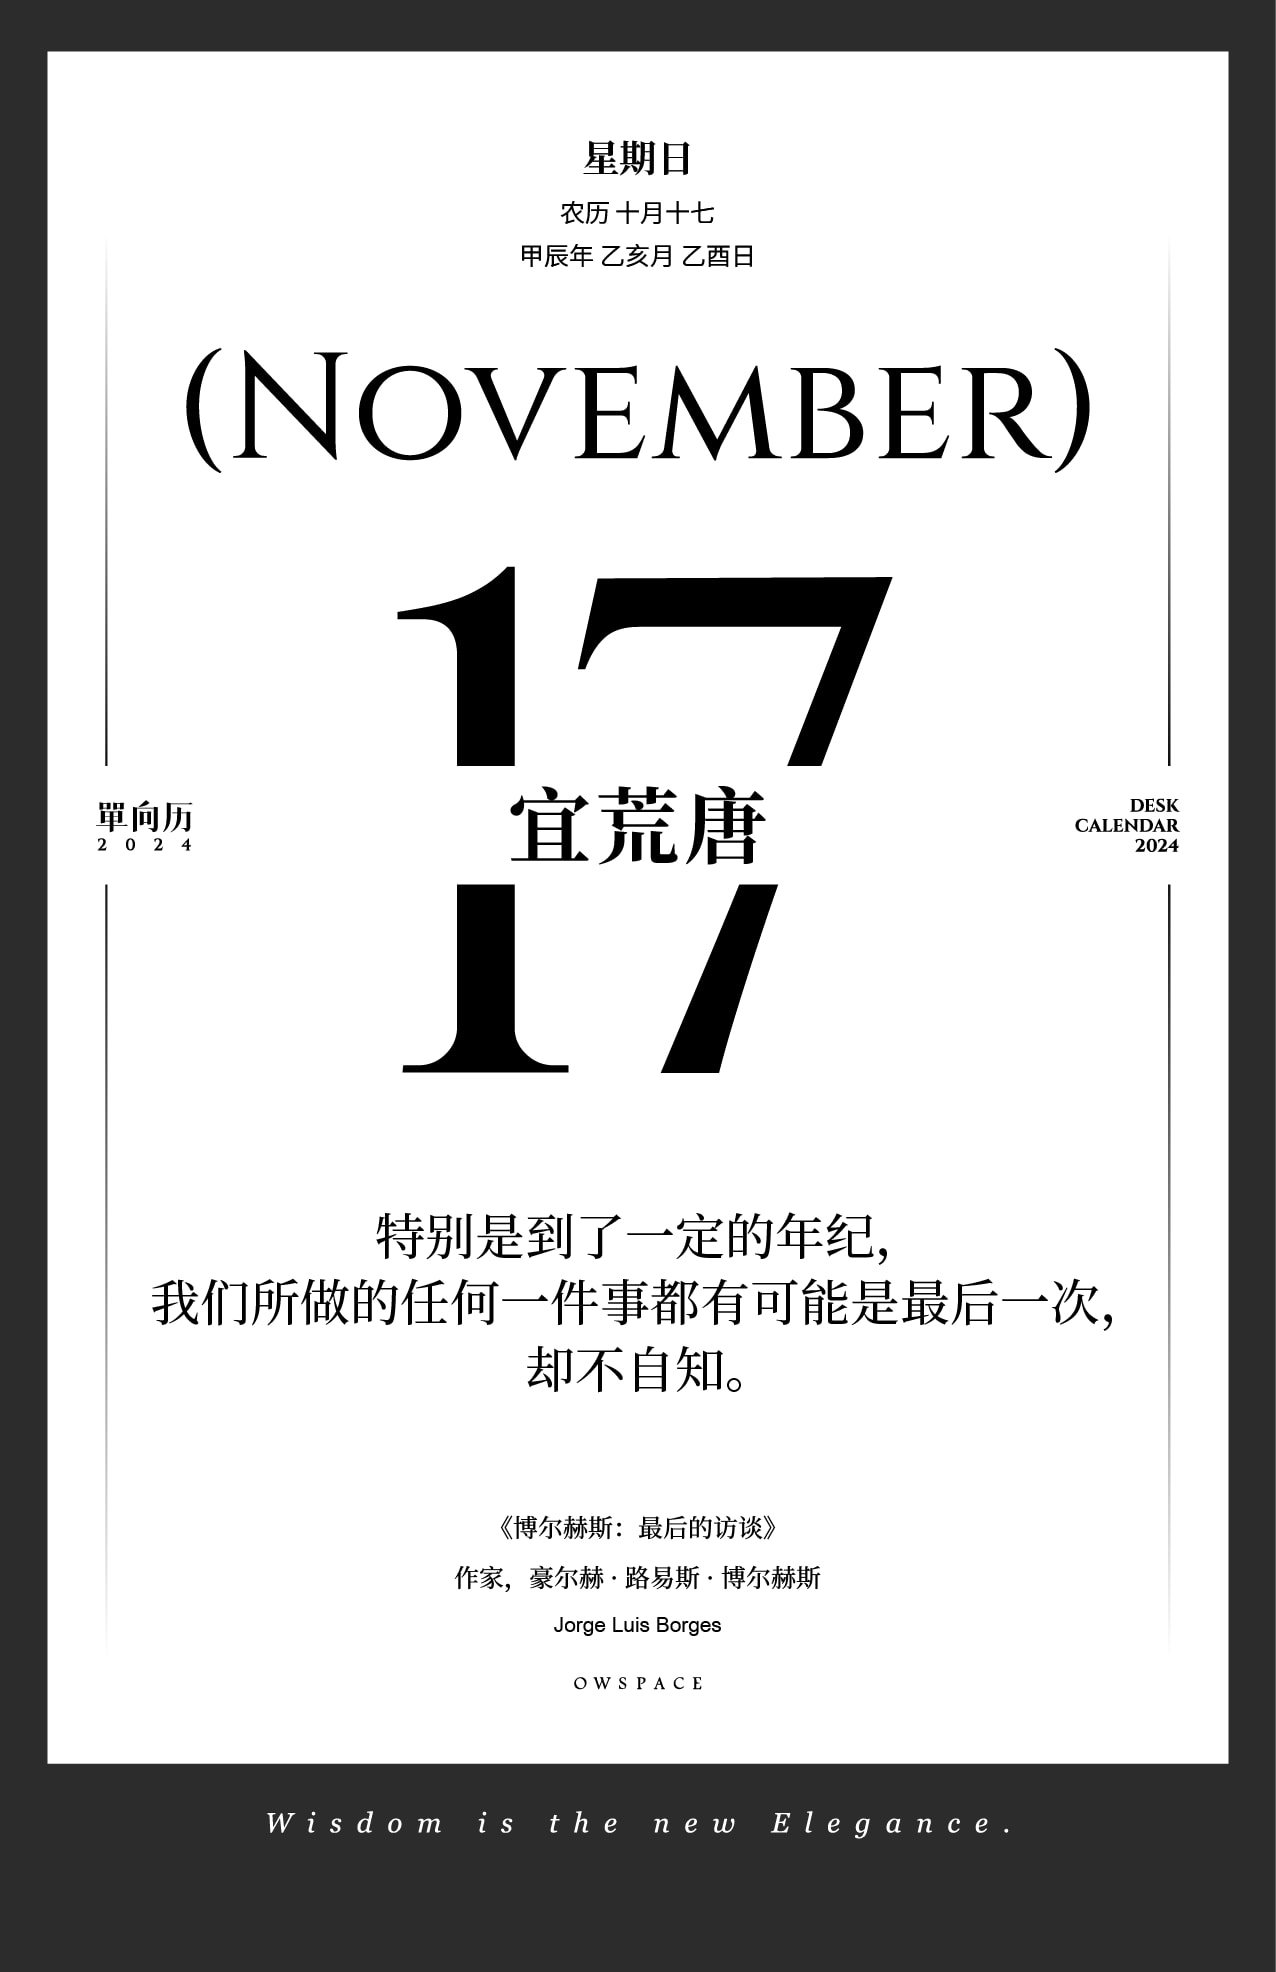 星期日
农历 十月十七
甲辰年 乙亥月 乙酉日
(NOVEMBER)
17
宜荒唐
單向历
2024
DESK
CALENDAR
2024
特别是到了一定的年纪，
我们所做的任何一件事都有可能是最后一次，
却不自知。
《博尔赫斯：最后的访谈》
作家，豪尔赫·路易斯·博尔赫斯
Jorge Luis Borges
OWSPACE
Wisdom is the new Elegance.